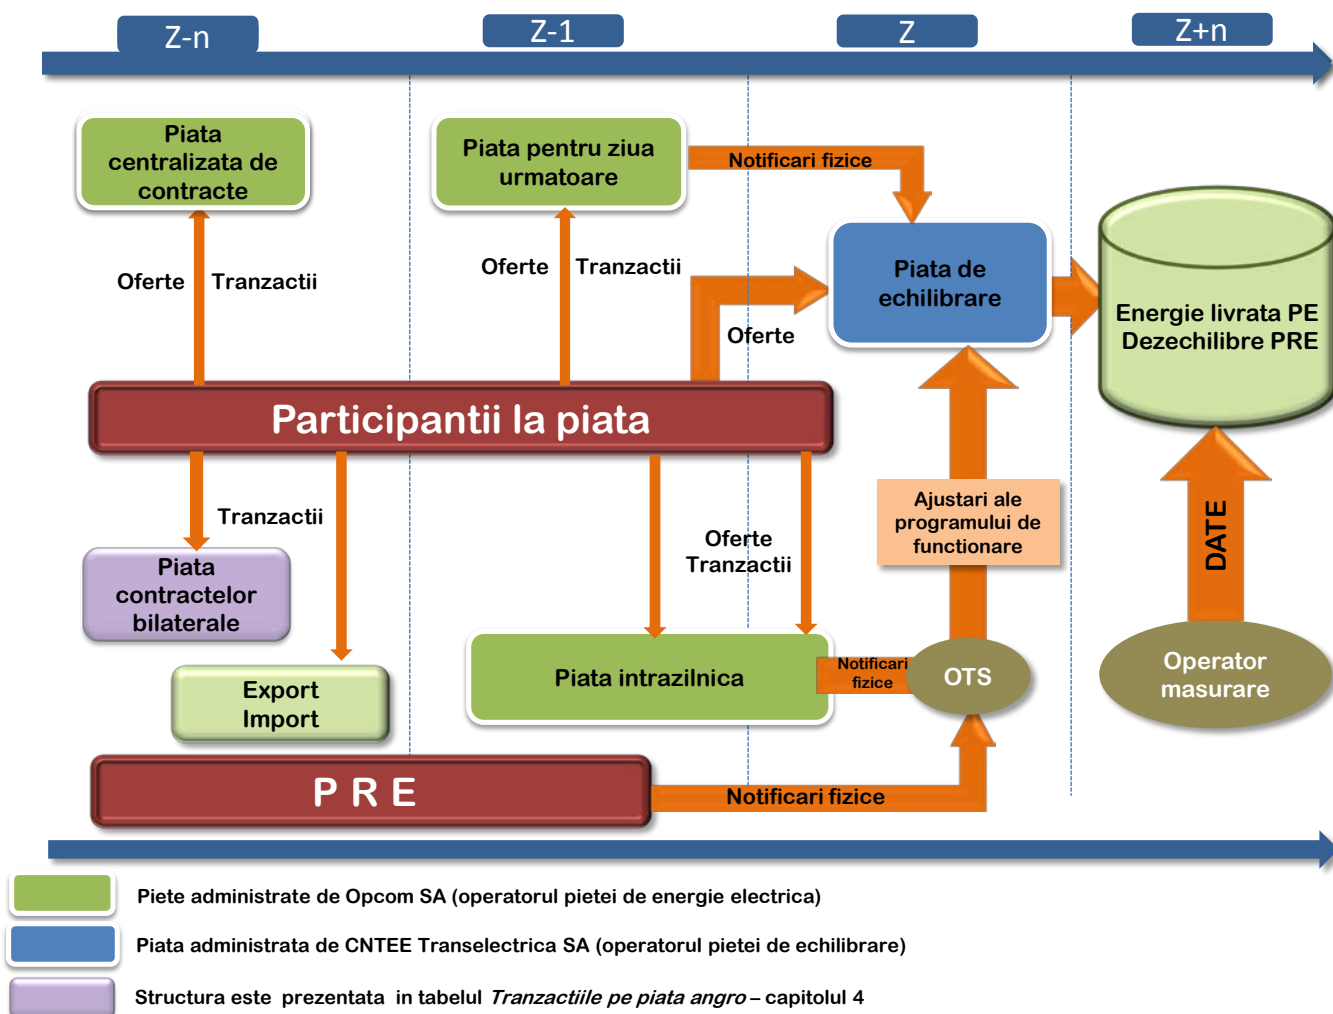 Z-n
Z-1
Z
Z+n
Piata
centralizata de
contracte
Piata pentru ziua
urmatoare
Notificari fizice
Oferte
Tranzactii
Oferte
Tranzactii
Piata de
echilibrare
Oferte
Energie livrata PE
Dezechilibre PRE
Participantii la piata
Tranzactii
Oferte
Tranzactii
Ajustari ale
programului de
functionare
DATE
Piata
contractelor
bilaterale
Export
Import
Piata intrazilnica
Notificari
fizice
OTS
Operator
masurare
P R E
Notificari fizice
Piete administrate de Opcom SA (operatorul pietei de energie electrica)
Piata administrata de CNTEE Transelectrica SA (operatorul pietei de echilibrare)
Structura este prezentata in tabelul Tranzactiile pe piata angro – capitolul 4